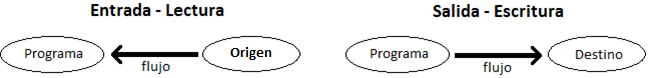 Entrada - Lectura
Programa
flujo
Origen
Salida - Escritura
Programa
flujo
Destino